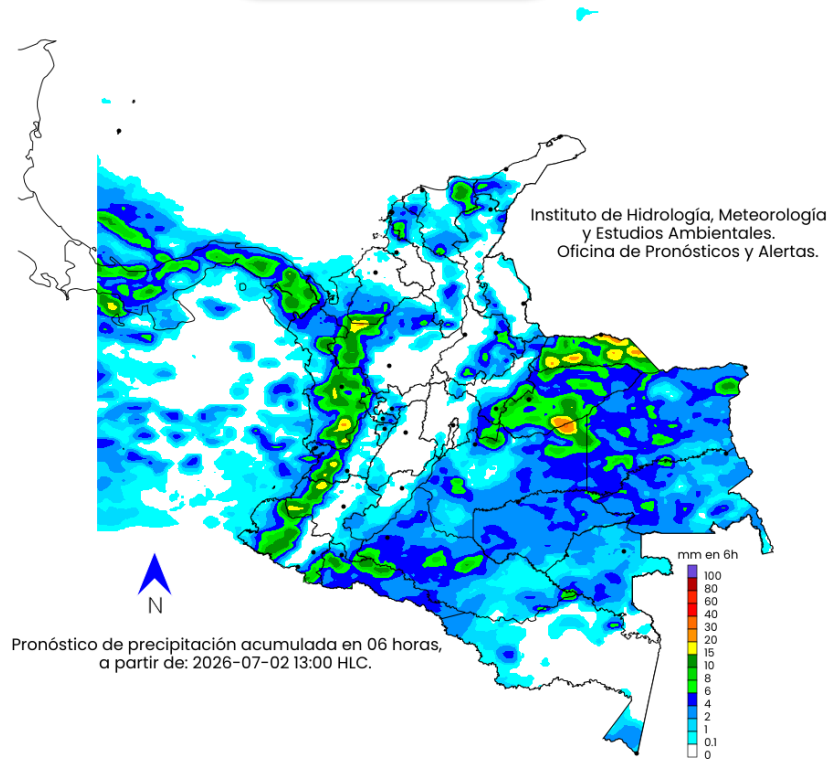 Instituto de Hidrología, Meteorología
y Estudios Ambientales.
Oficina de Pronósticos y Alertas.
mm en 6h
100
80
60
40
30
20
15
10
8
6
4
2
1
0.1
0
N
Pronóstico de precipitación acumulada en 06 horas,
a partir de: 2026-07-02 13:00 HLC.